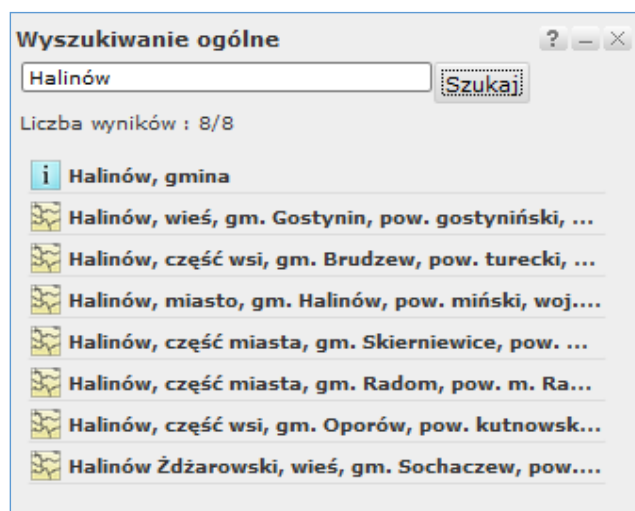 Wyszukiwanie ogólne ? – ×
Halinów Szukaj
Liczba wyników : 8/8
i Halinów, gmina
Halinów, wieś, gm. Gostynin, pow. gostyniński, ...
Halinów, część wsi, gm. Brudzew, pow. turecki, ...
Halinów, miasto, gm. Halinów, pow. miński, woj....
Halinów, część miasta, gm. Skierniewice, pow. ...
Halinów, część miasta, gm. Radom, pow. m. Ra...
Halinów, część wsi, gm. Oporów, pow. kutnowsk...
Halinów Żdżarowski, wieś, gm. Sochaczew, pow....